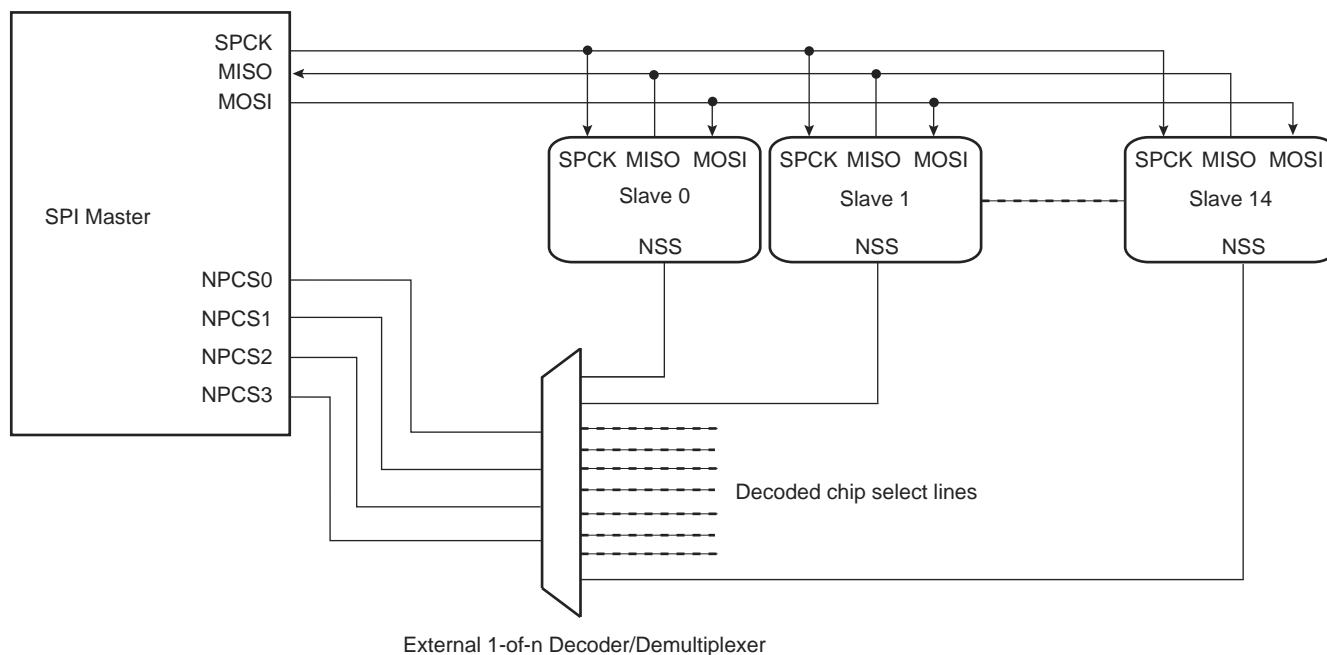 SPCK
MISO
MOSI
SPI Master
NPCS0
NPCS1
NPCS2
NPCS3
SPCK MISO MOSI
Slave 0
NSS
SPCK MISO MOSI
Slave 1
NSS
SPCK MISO MOSI
Slave 14
NSS
Decoded chip select lines
External 1-of-n Decoder/Demultiplexer